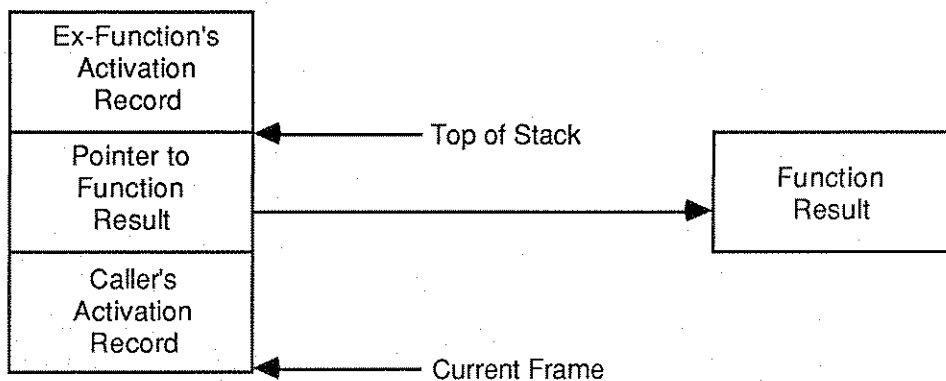 Ex-Function's
Activation
Record
Top of Stack
Pointer to
Function
Result
Function
Result
Caller's
Activation
Record
Current Frame